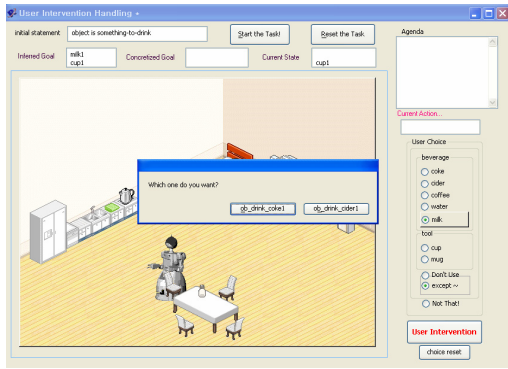 User Intervention Handling
initial statement
object is something-to-drink
Start the Task!
Reset the Task
Inferred Goal
milk1
cup1
Concretized Goal
Current State
cup1
Which one do you want?
ob_drink_coke1
ob_drink_cider1
Agenda
Current Action...
User Choice
beverage
coke
cider
coffee
water
milk
tool
cup
mug
Don't Use
except ~
Not That!
User Intervention
choice reset